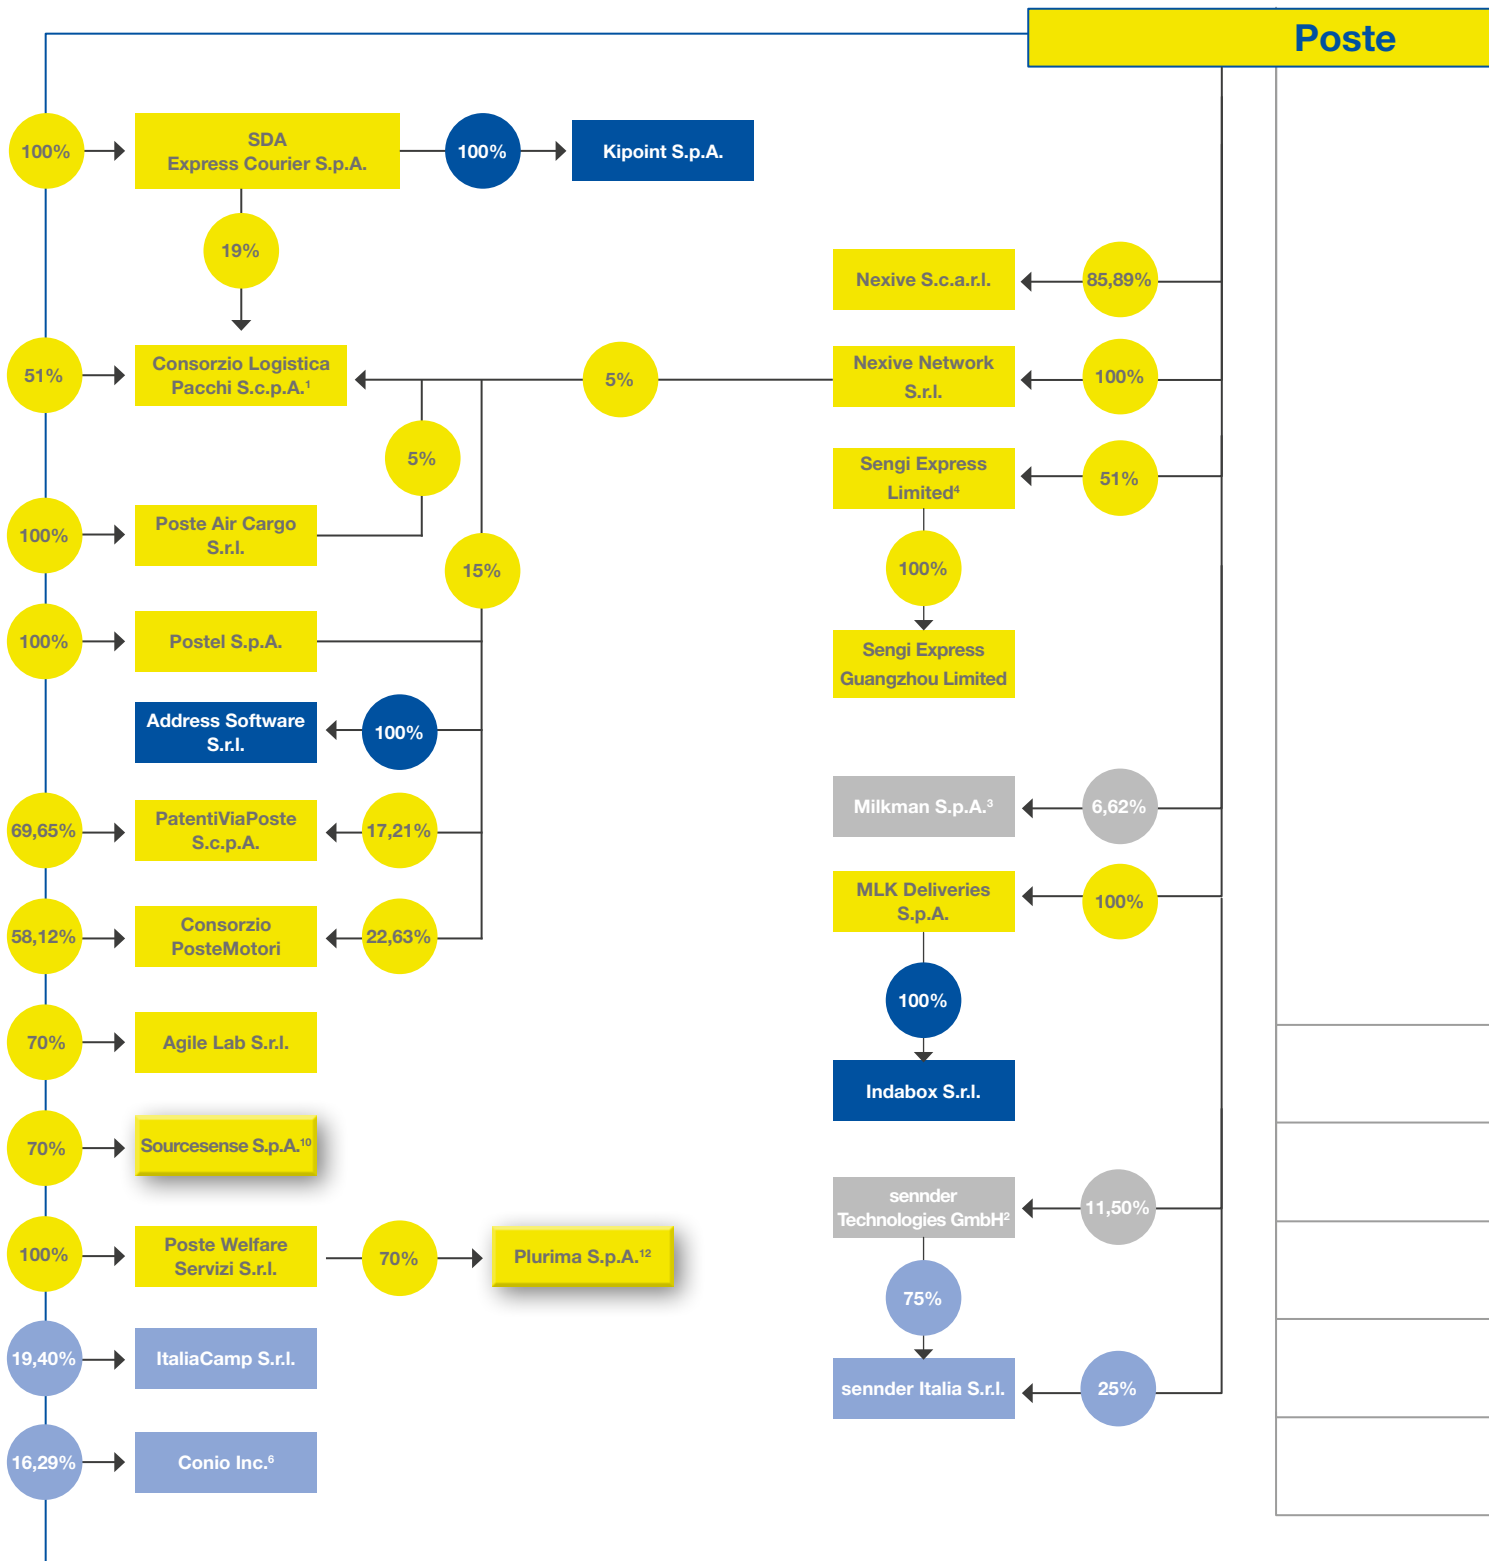 Poste
100%
SDA
Express Courier S.p.A.
100%
Kipoint S.p.A.
19%
Nexive S.c.a.r.l.
85,89%
51%
Consorzio Logistica
Pacchi S.c.p.A.¹
5%
Nexive Network
S.r.l.
100%
5%
Sengi Express
Limited⁴
51%
100%
Poste Air Cargo
S.r.l.
15%
100%
100%
Postel S.p.A.
Sengi Express
Guangzhou Limited
Address Software
S.r.l.
100%
Milkman S.p.A.³
6,62%
69,65%
PatentiViaPoste
S.c.p.A.
17,21%
MLK Deliveries
S.p.A.
100%
58,12%
Consorzio
PosteMotori
22,63%
100%
70%
Agile Lab S.r.l.
Indabox S.r.l.
70%
Sourcesense S.p.A.¹⁰
sennder
Technologies GmbH²
11,50%
100%
Poste Welfare
Servizi S.r.l.
70%
Plurima S.p.A.¹²
75%
19,40%
ItaliaCamp S.r.l.
sennder Italia S.r.l.
25%
16,29%
Conio Inc.⁶